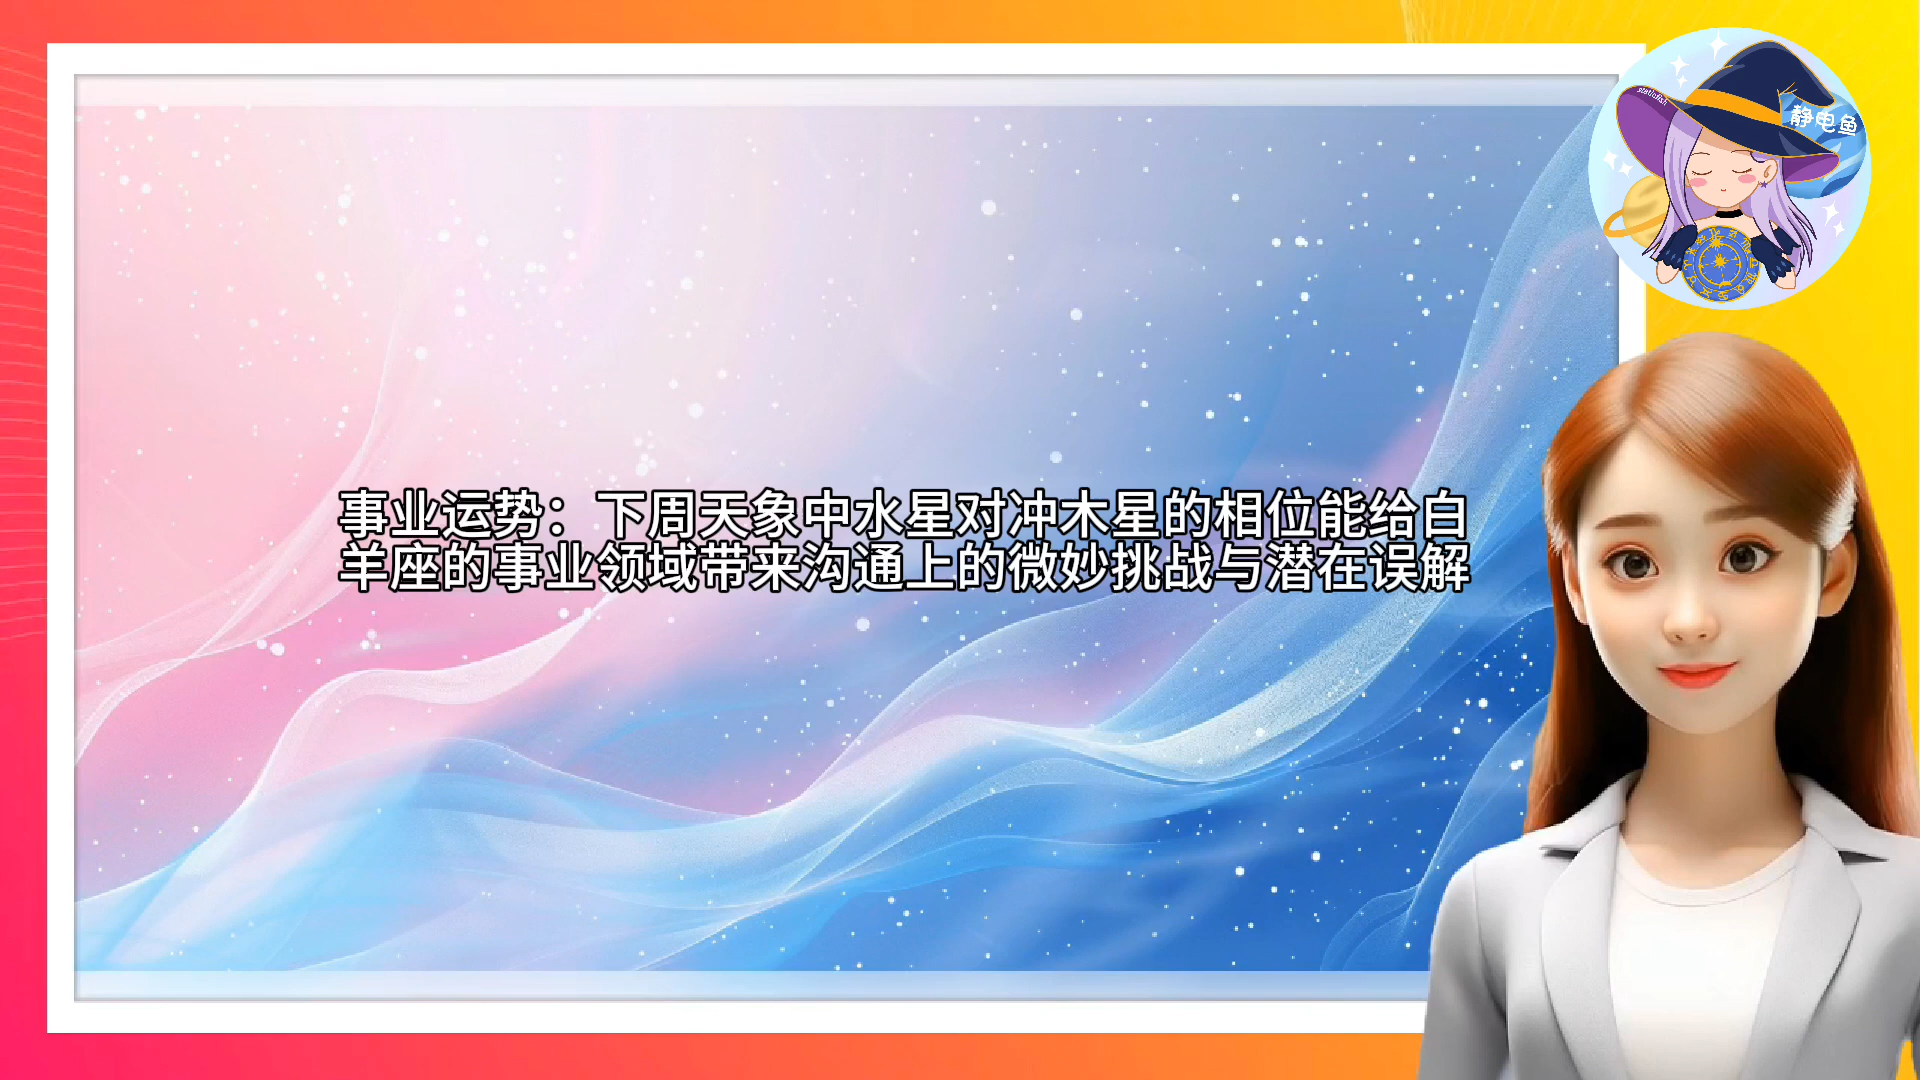 staticfish
静电鱼
事业运势：下周天象中水星对冲木星的相位能给白
羊座的事业领域带来沟通上的微妙挑战与潜在误解